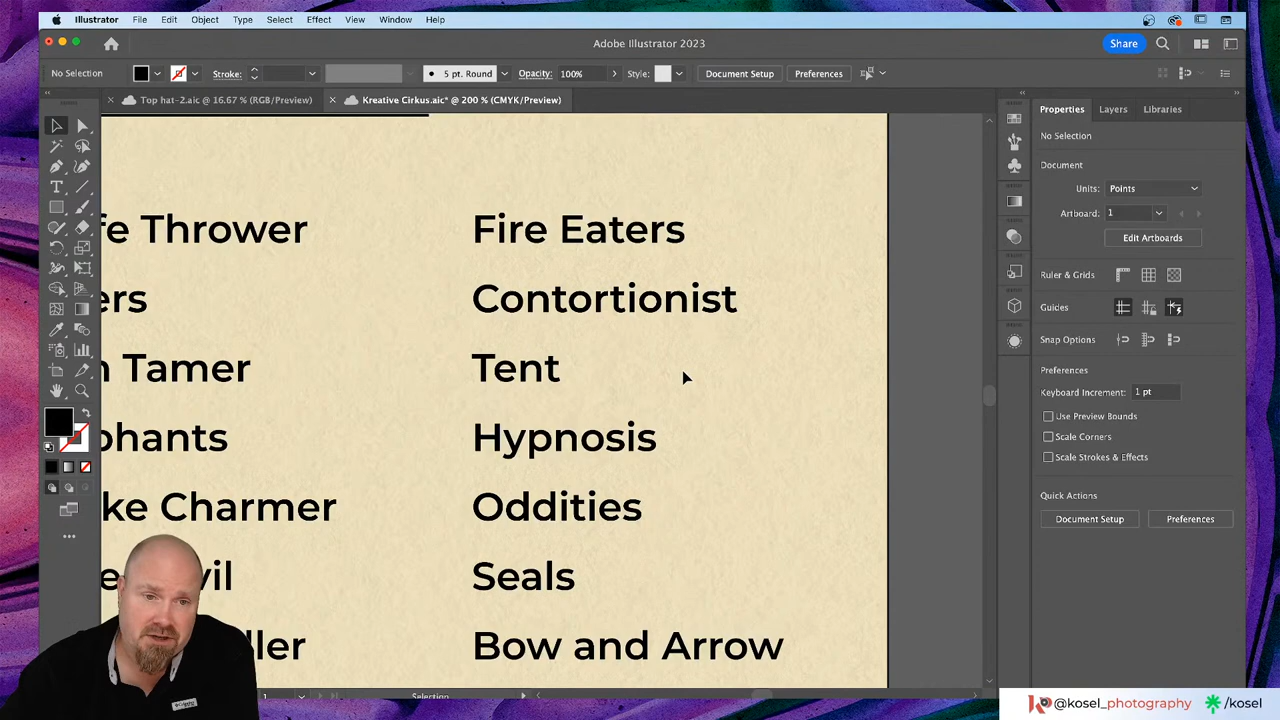 Illustrator File Edit Object Type Select Effect View Window Help
Adobe Illustrator 2023
Share
No Selection
Stroke:
5 pt. Round
Opacity: 100%
Style:
Document Setup
Preferences
Top hat-2.aic @ 16.67 % (RGB/Preview)
Kreative Cirkus.aic* @ 200 % (CMYK/Preview)
fe Thrower
ers
Tamer
phants
ke Charmer
vil
ller
Fire Eaters
Contortionist
Tent
Hypnosis
Oddities
Seals
Bow and Arrow
Properties Layers Libraries
No Selection
Document
Units: Points
Artboard: 1
Edit Artboards
Ruler & Grids
Guides
Snap Options
Preferences
Keyboard Increment: 1 pt
Use Preview Bounds
Scale Corners
Scale Strokes & Effects
Quick Actions
Document Setup
Preferences
1
Selection
@kosel_photography
/kosel